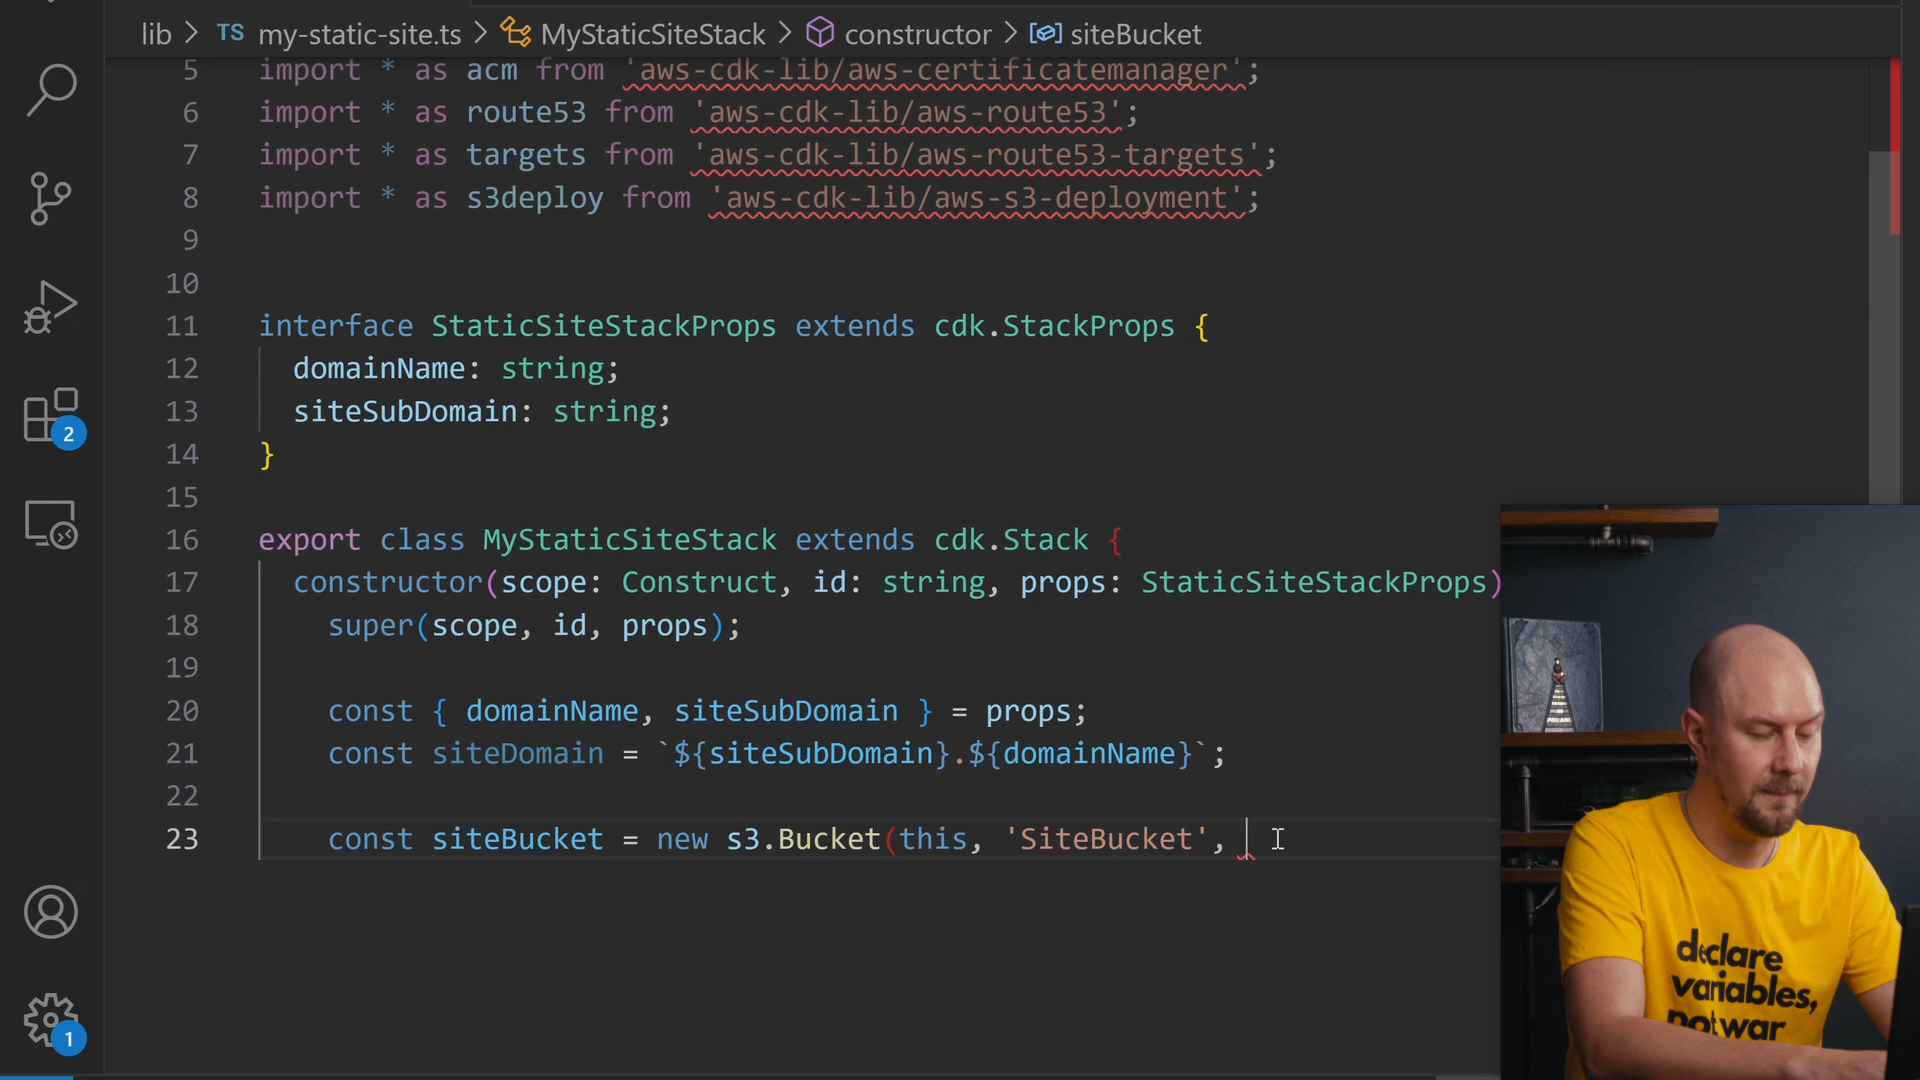 lib > TS my-static-site.ts > MyStaticSiteStack > constructor > siteBucket
5 import * as acm from 'aws-cdk-lib/aws-certificatemanager';
6 import * as route53 from 'aws-cdk-lib/aws-route53';
7 import * as targets from 'aws-cdk-lib/aws-route53-targets';
8 import * as s3deploy from 'aws-cdk-lib/aws-s3-deployment';
9
10
11 interface StaticSiteStackProps extends cdk.StackProps {
12 domainName: string;
13 siteSubDomain: string;
14 }
15
16 export class MyStaticSiteStack extends cdk.Stack {
17 constructor(scope: Construct, id: string, props: StaticSiteStackProps)
18 super(scope, id, props);
19
20 const { domainName, siteSubDomain } = props;
21 const siteDomain = `${siteSubDomain}.${domainName}`;
22
23 const siteBucket = new s3.Bucket(this, 'SiteBucket',
2
1
declare
variables,
not war